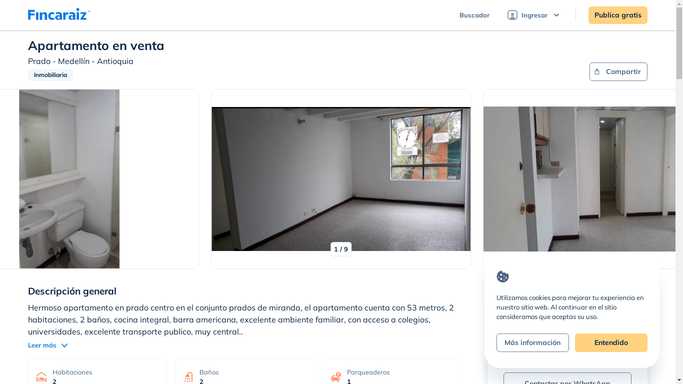 Fincaraiz
Buscador
Ingresar
Publica gratis
Apartamento en venta
Prado - Medellín - Antioquia
Inmobiliaria
Compartir
1 / 9
Descripción general
Hermoso apartamento en prado centro en el conjunto prados de miranda, el apartamento cuenta con 53 metros, 2
habitaciones, 2 baños, cocina integral, barra americana, excelente ambiente familiar, con acceso a colegios,
universidades, excelente transporte publico, muy central..
Leer más
Habitaciones
2
Baños
2
Parqueaderos
1
Utilizamos cookies para mejorar tu experiencia en
nuestro sitio web. Al continuar en el sitio
consideramos que aceptas su uso.
Más información
Entendido
Contactar por WhatsApp